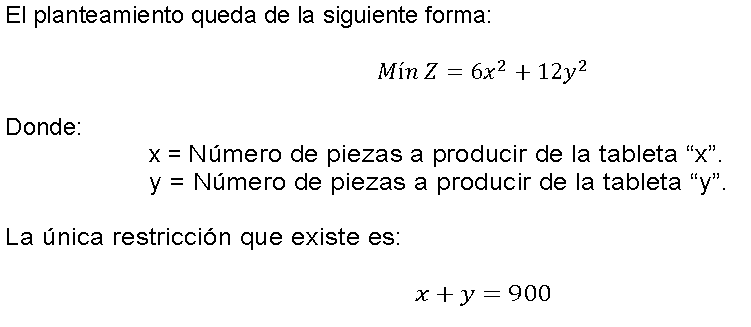 El planteamiento queda de la siguiente forma:
Mín Z = 6x² + 12y²
Donde:
x = Número de piezas a producir de la tableta “x”.
y = Número de piezas a producir de la tableta “y”.
La única restricción que existe es:
x + y = 900